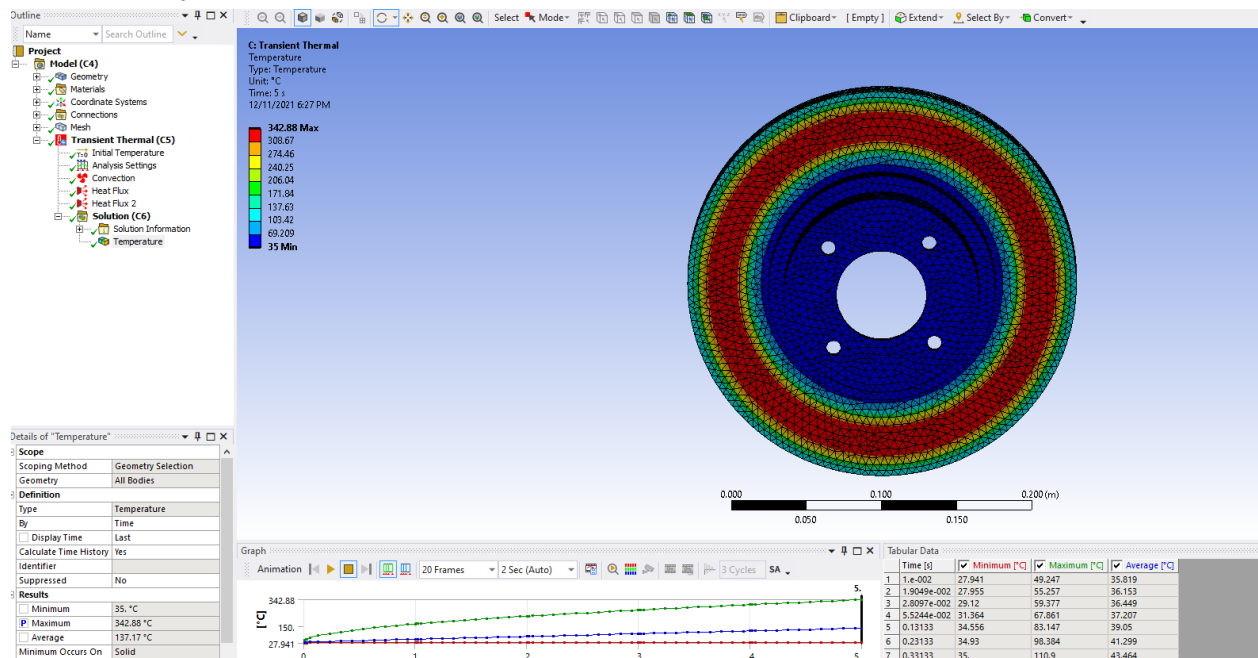 Outline
Name Search Outline
Project
Model (C4)
Geometry
Materials
Coordinate Systems
Connections
Mesh
Transient Thermal (C5)
Initial Temperature
Analysis Settings
Convection
Heat Flux
Heat Flux 2
Solution (C6)
Solution Information
Temperature
Select Mode Clipboard [ Empty ] Extend Select By Convert
C: Transient Thermal
Temperature
Type: Temperature
Unit: °C
Time: 5 s
12/11/2021 6:27 PM
342.88 Max
308.67
274.46
240.25
206.04
171.84
137.63
103.42
69.209
35 Min
0.000 0.100 0.200 (m)
0.050 0.150
Details of "Temperature"
Scope
Scoping Method Geometry Selection
Geometry All Bodies
Definition
Type Temperature
By Time
Display Time Last
Calculate Time History Yes
Identifier
Suppressed No
Results
Minimum 35. °C
P Maximum 342.88 °C
Average 137.17 °C
Minimum Occurs On Solid
Graph
Animation 20 Frames 2 Sec (Auto) 3 Cycles SA
5.
342.88
[°C]
150.
27.941
0 1 2 3 4 5
Tabular Data
Time [s] Minimum [°C] Maximum [°C] Average [°C]
1 1.e-002 27.941 49.247 35.819
2 1.9049e-002 27.955 55.257 36.153
3 2.8097e-002 29.12 59.377 36.449
4 5.5244e-002 31.364 67.861 37.207
5 0.13133 34.556 83.147 39.05
6 0.23133 34.93 98.384 41.299
7 0.33133 35. 110.9 43.464